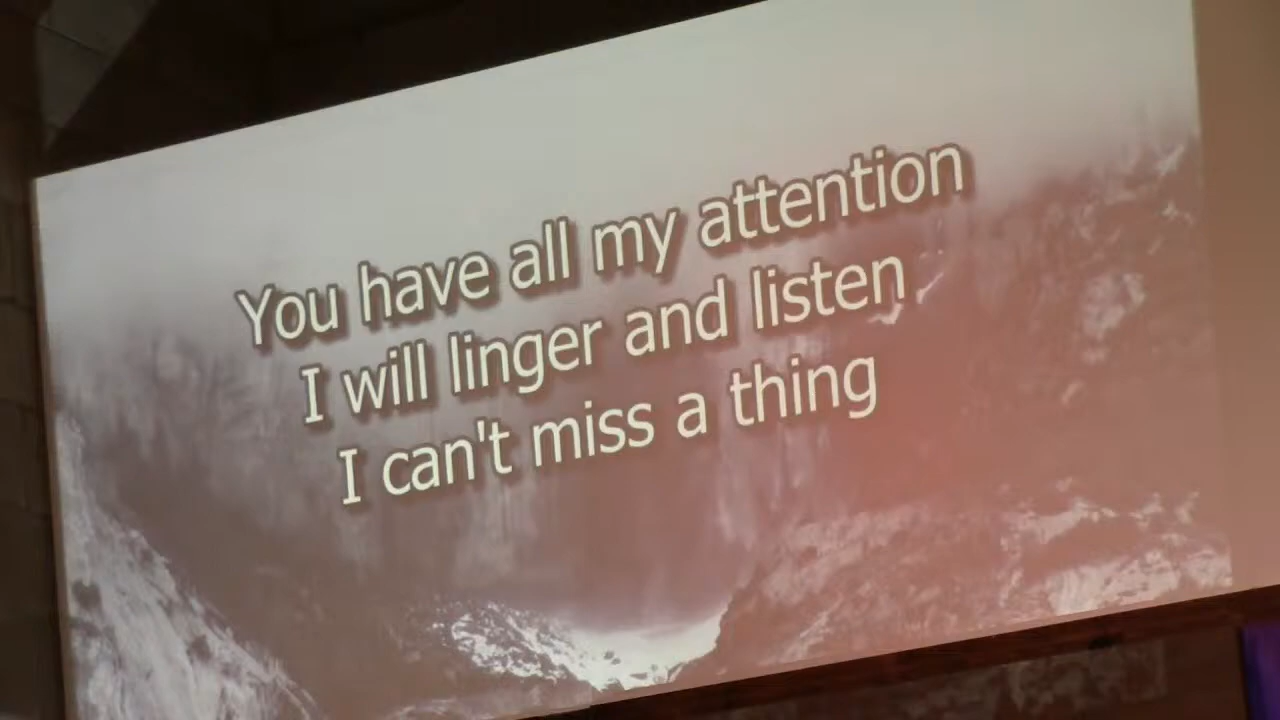 You have all my attention
I will linger and listen
I can't miss a thing